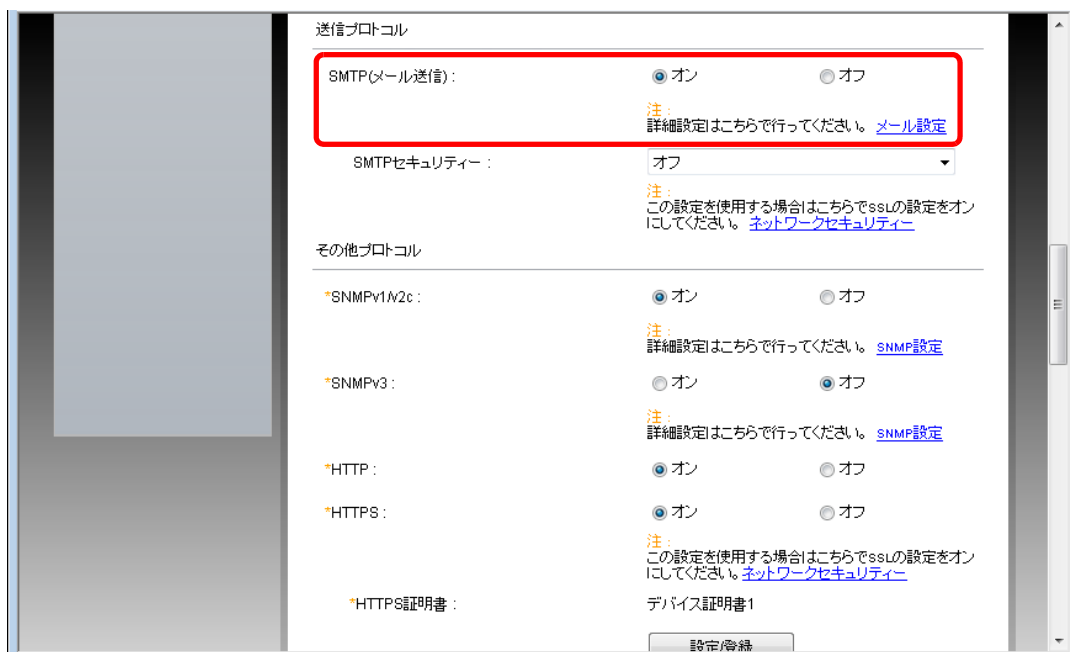 送信プロトコル
SMTP(メール送信) : オン オフ
注 :
詳細設定はこちらで行ってください。 メール設定
SMTPセキュリティー : オフ
注 :
この設定を使用する場合はこちらでSSLの設定をオン
にしてください。 ネットワークセキュリティー
その他プロトコル
*SNMPv1/v2c : オン オフ
注 :
詳細設定はこちらで行ってください。 SNMP設定
*SNMPv3 : オン オフ
注 :
詳細設定はこちらで行ってください。 SNMP設定
*HTTP : オン オフ
*HTTPS : オン オフ
注 :
この設定を使用する場合はこちらでSSLの設定をオン
にしてください。ネットワークセキュリティー
*HTTPS証明書 : デバイス証明書1
設定/登録